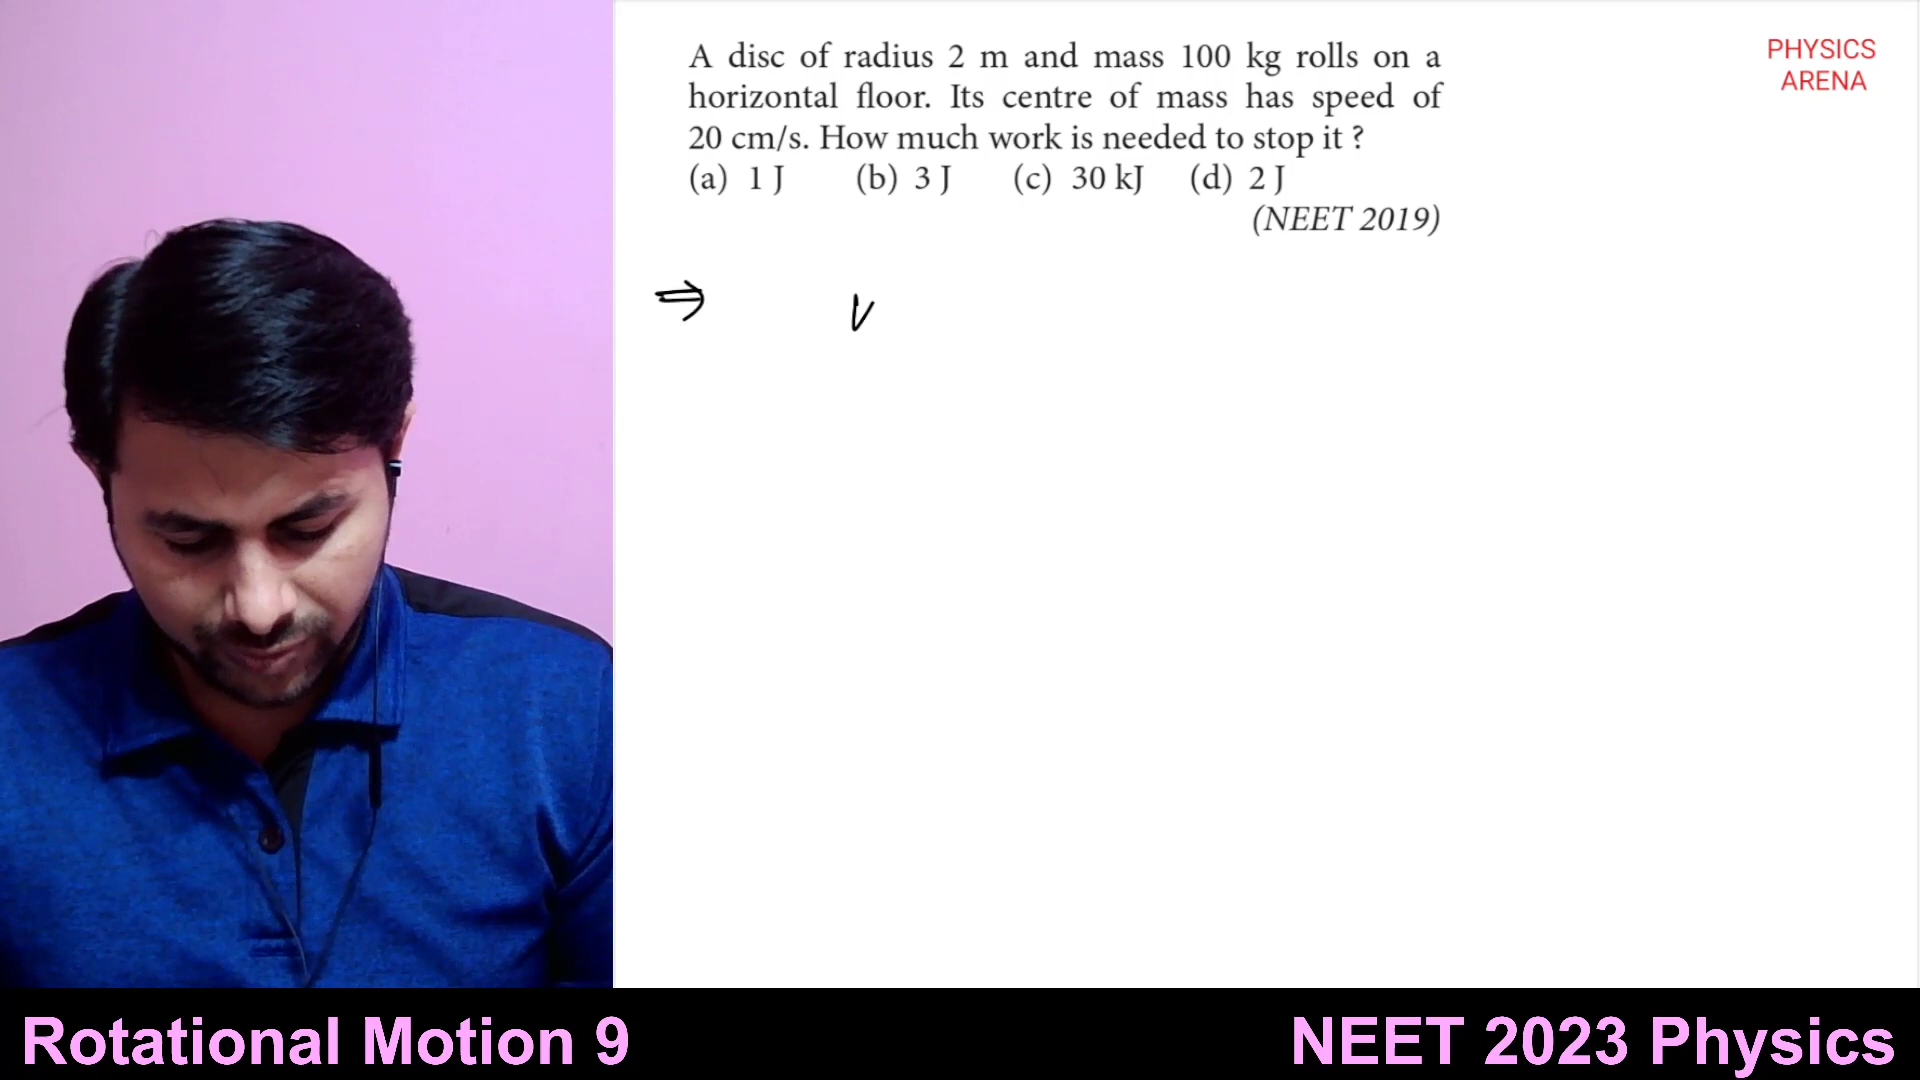 A disc of radius 2 m and mass 100 kg rolls on a
horizontal floor. Its centre of mass has speed of
20 cm/s. How much work is needed to stop it ?
(a) 1 J (b) 3 J (c) 30 kJ (d) 2 J
(NEET 2019)
PHYSICS
ARENA
⇒
Rotational Motion 9
NEET 2023 Physics